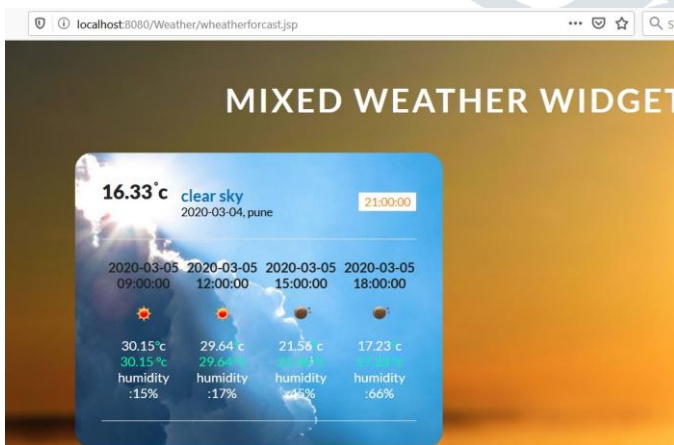 localhost:8080/Weather/wheatherforcast.jsp
MIXED WEATHER WIDGET
16.33°c clear sky
2020-03-04, pune
21:00:00
2020-03-05 2020-03-05 2020-03-05 2020-03-05
09:00:00 12:00:00 15:00:00 18:00:00
30.15°c 29.64°c 21.56°c 17.23°c
30.15 °c 29.64 °c
humidity humidity humidity humidity
:15% :17% :45% :66%